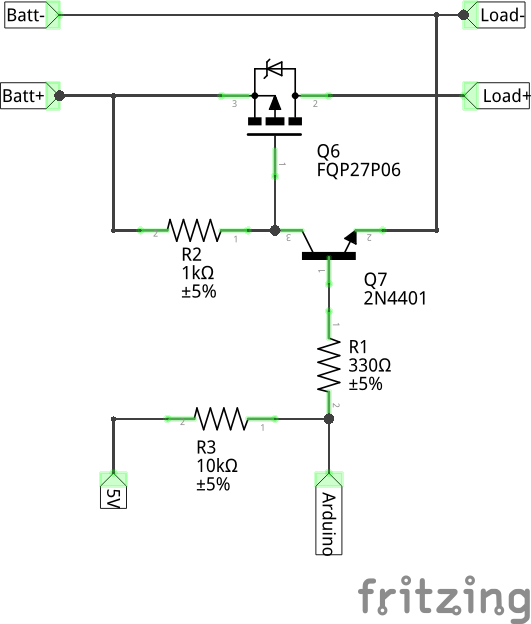 Batt-
Load-
Batt+
3
2
Load+
1
Q6
FQP27P06
2
1
3
2
R2
1kΩ
±5%
1
Q7
2N4401
1
R1
330Ω
±5%
2
2
1
R3
10kΩ
±5%
5V
Arduino
fritzing